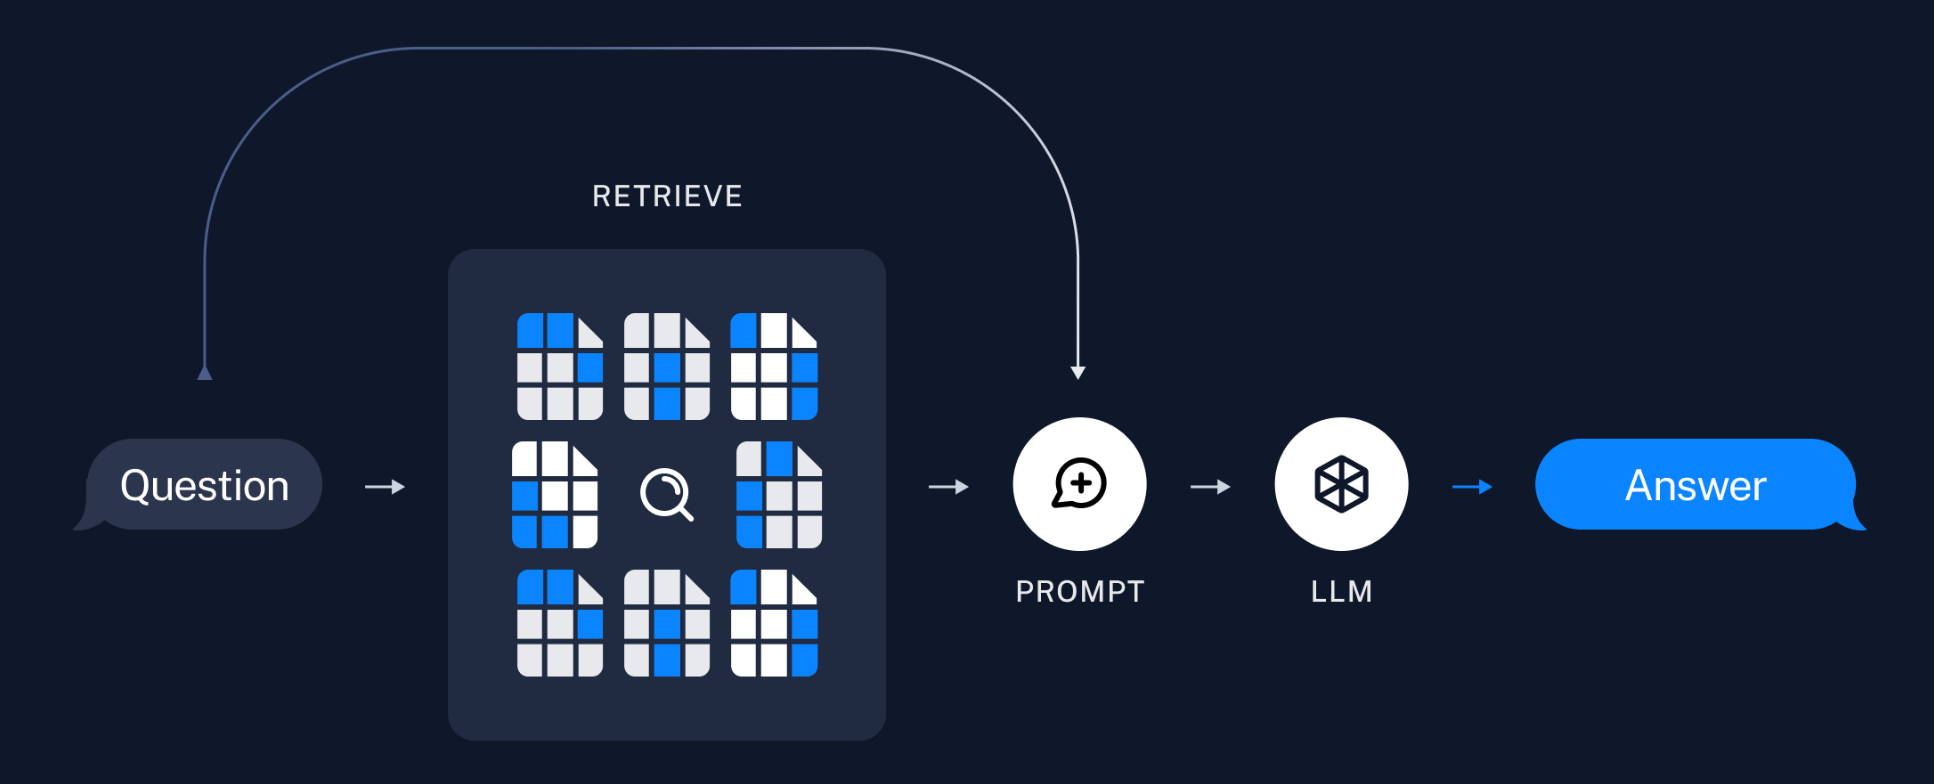 RETRIEVE
Question
Answer
PROMPT
LLM